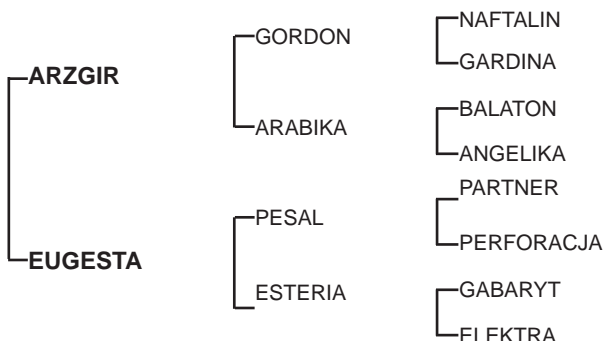 NAFTALIN
GORDON
GARDINA
ARZGIR
BALATON
ARABIKA
ANGELIKA
PARTNER
PESAL
PERFORACJA
EUGESTA
GABARYT
ESTERIA
ELEKTRA